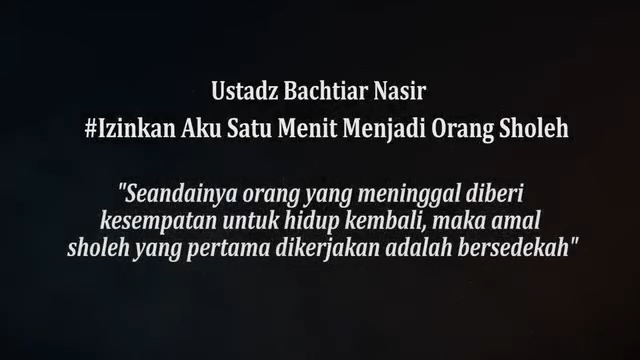 Ustadz Bachtiar Nasir
#Izinkan Aku Satu Menit Menjadi Orang Sholeh
"Seandainya orang yang meninggal diberi
kesempatan untuk hidup kembali, maka amal
sholeh yang pertama dikerjakan adalah bersedekah"